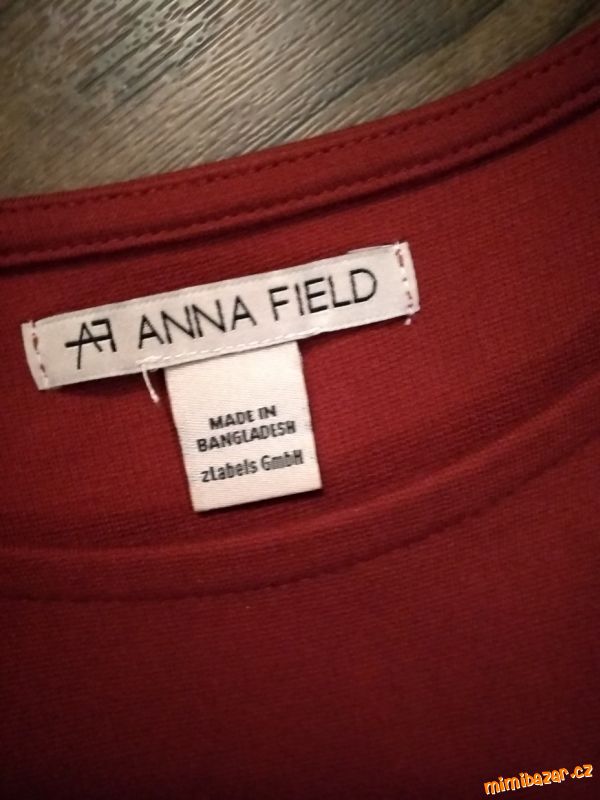 AF ANNA FIELD
MADE IN
BANGLADESH
zLabels GmbH
mimibazar.cz